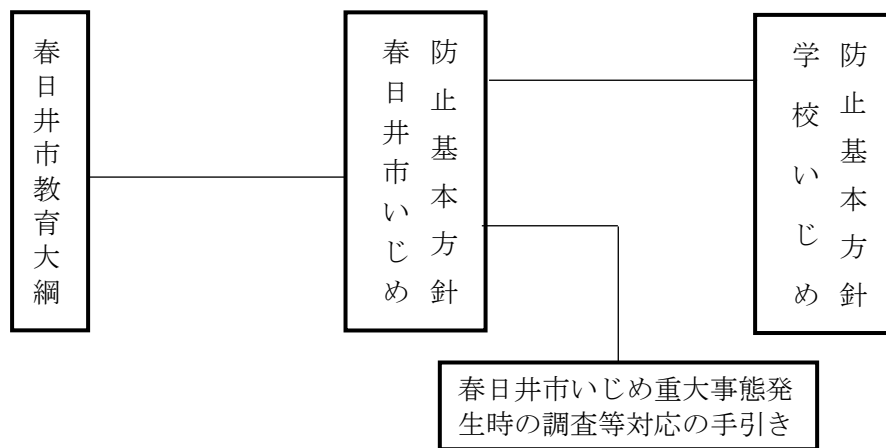 春日井市教育大綱
春日井市いじめ
防止基本方針
学校いじめ
防止基本方針
春日井市いじめ重大事態発
生時の調査等対応の手引き